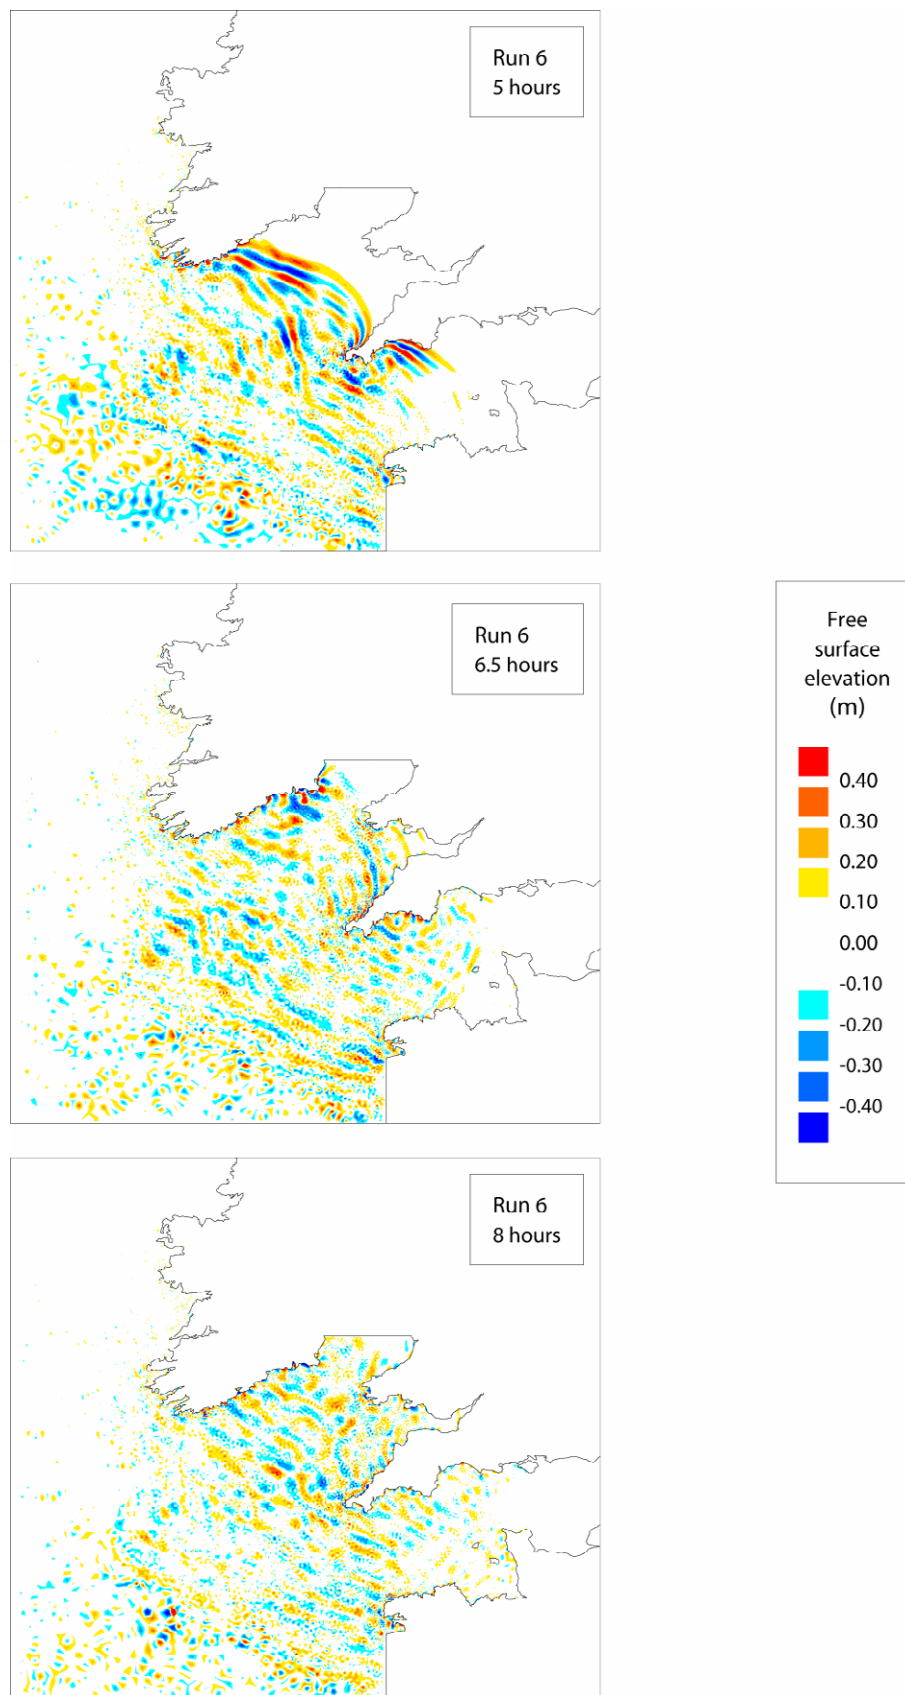 Run 6
5 hours
Run 6
6.5 hours
Free
surface
elevation
(m)
0.40
0.30
0.20
0.10
0.00
-0.10
-0.20
-0.30
-0.40
Run 6
8 hours